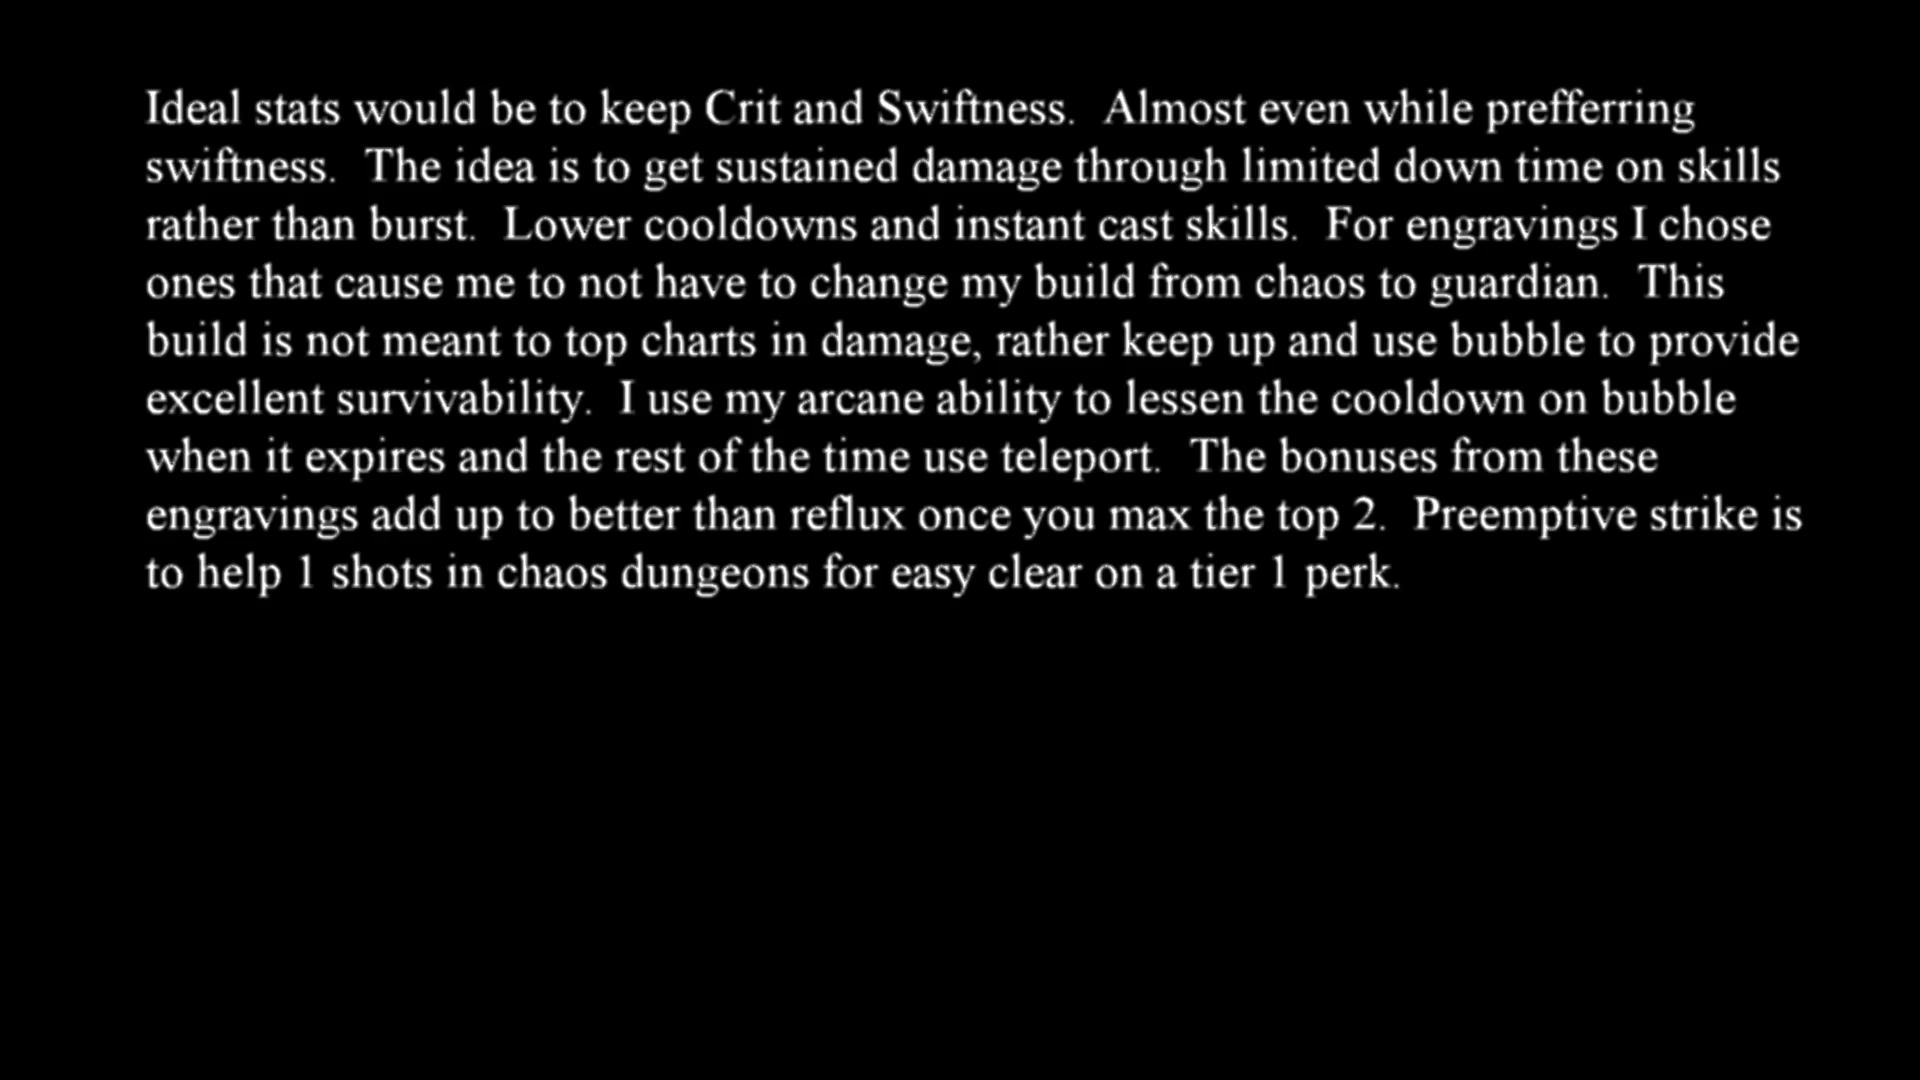 Ideal stats would be to keep Crit and Swiftness.  Almost even while prefferring
swiftness.  The idea is to get sustained damage through limited down time on skills
rather than burst.  Lower cooldowns and instant cast skills.  For engravings I chose
ones that cause me to not have to change my build from chaos to guardian.  This
build is not meant to top charts in damage, rather keep up and use bubble to provide
excellent survivability.  I use my arcane ability to lessen the cooldown on bubble
when it expires and the rest of the time use teleport.  The bonuses from these
engravings add up to better than reflux once you max the top 2.  Preemptive strike is
to help 1 shots in chaos dungeons for easy clear on a tier 1 perk.